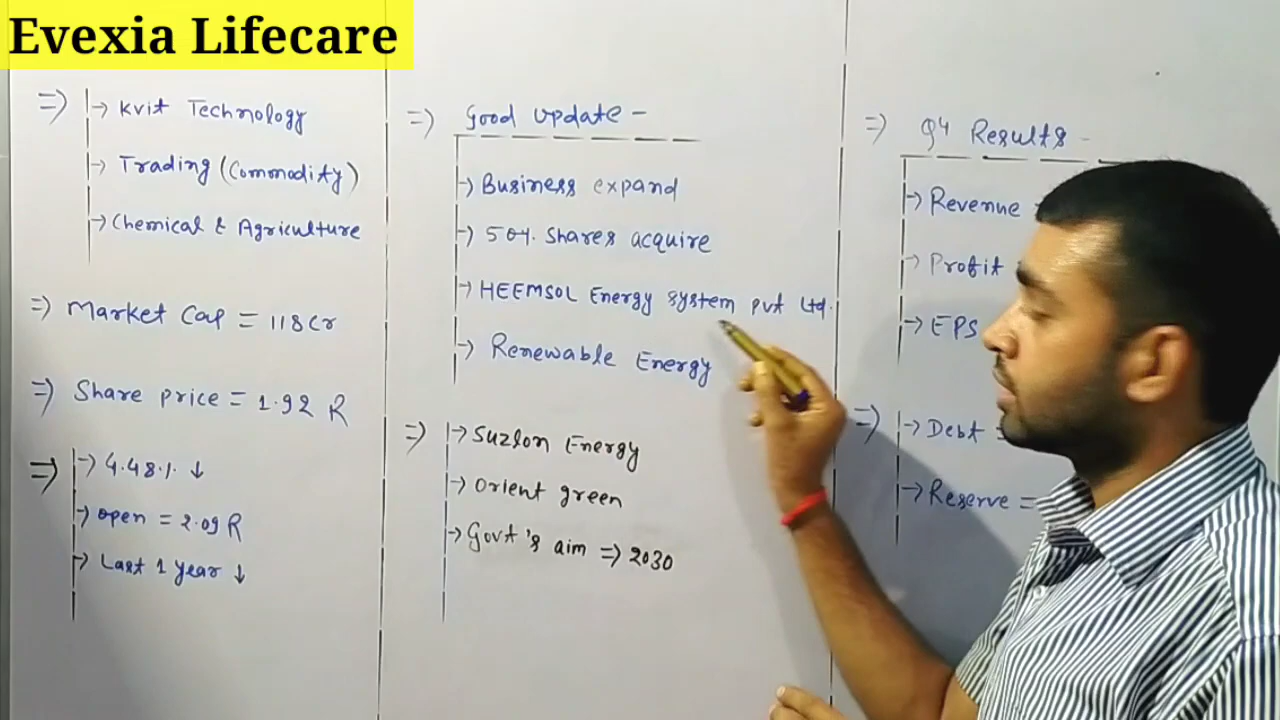 Evexia Lifecare
=> → Kvit Technology
→ Trading (Commodity)
→ Chemical & Agriculture
=> Market Cap = 118 Cr
=> Share price = 1.92 R
=> → 4.48% ↓
→ open = 2.09 R
→ Last 1 year ↓
=> Good update -
→ Business expand
→ 50%. Shares acquire
→ HEEMSOL Energy system pvt Ltd.
→ Renewable Energy
=> → Suzlon Energy
→ Orient green
→ Govt's aim => 2030
=> Q4 Results -
→ Revenue =
→ Profit
→ EPS
=> → Debt =
→ Reserve =